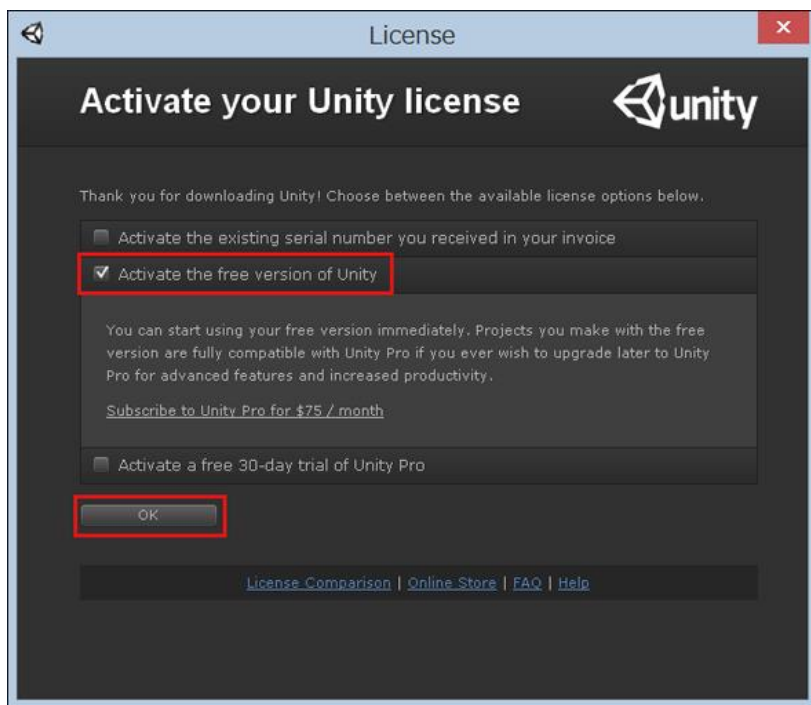 License
Activate your Unity license
unity
Thank you for downloading Unity! Choose between the available license options below.
Activate the existing serial number you received in your invoice
Activate the free version of Unity
You can start using your free version immediately. Projects you make with the free
version are fully compatible with Unity Pro if you ever wish to upgrade later to Unity
Pro for advanced features and increased productivity.
Subscribe to Unity Pro for $75 / month
Activate a free 30-day trial of Unity Pro
OK
License Comparison | Online Store | FAQ | Help